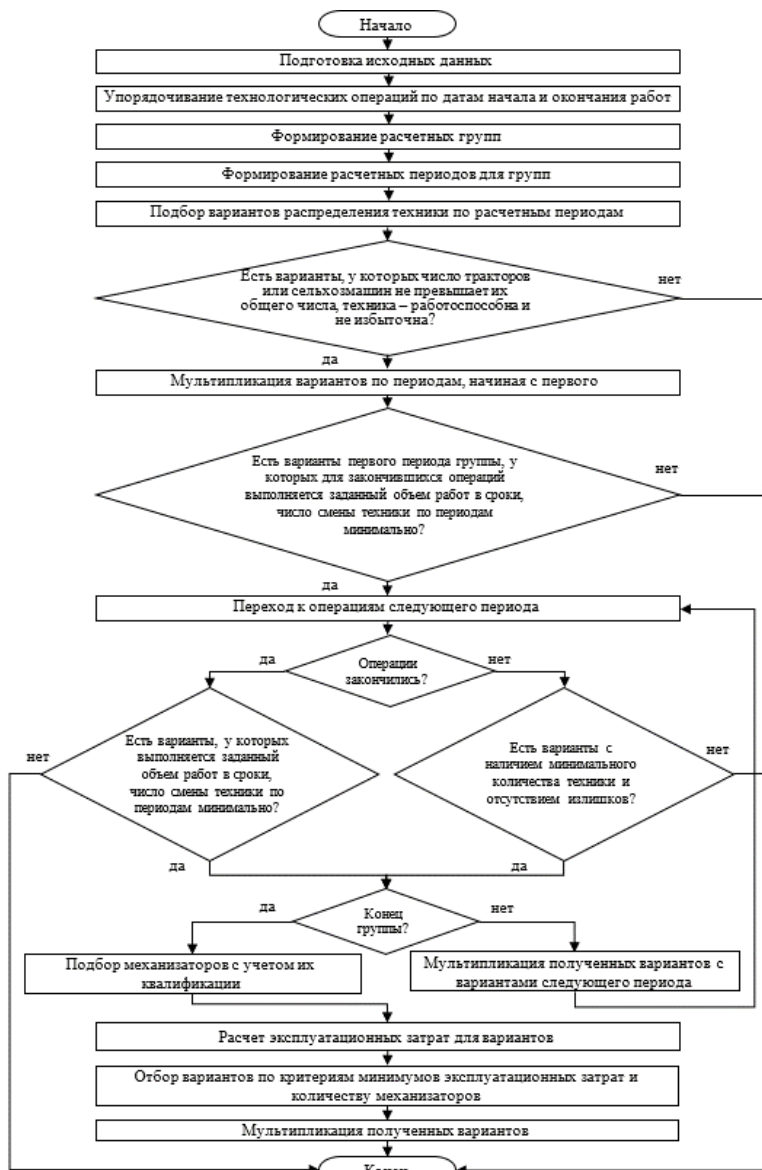 Начало
Подготовка исходных данных
Упорядочивание технологических операций по датам начала и окончания работ
Формирование расчетных групп
Формирование расчетных периодов для групп
Подбор вариантов распределения техники по расчетным периодам
Есть варианты, у которых число тракторов
или сельхозмашин не превышает их
общего числа, техника – работоспособна и
не избыточна?
нет
да
Мультипликация вариантов по периодам, начиная с первого
Есть варианты первого периода группы, у
которых для закончившихся операций
выполняется заданный объем работ в сроки,
число смены техники по периодам
минимально?
нет
да
Переход к операциям следующего периода
да
Операции
закончились?
нет
нет
Есть варианты, у которых
выполняется заданный
объем работ в сроки,
число смены техники по
периодам минимально?
Есть варианты с
наличием минимального
количества техники и
отсутствием излишков?
нет
да
да
да
Конец
группы?
нет
Подбор механизаторов с учетом их
квалификации
Мультипликация полученных вариантов с
вариантами следующего периода
Расчет эксплуатационных затрат для вариантов
Отбор вариантов по критериям минимумов эксплуатационных затрат и
количеству механизаторов
Мультипликация полученных вариантов
Конец